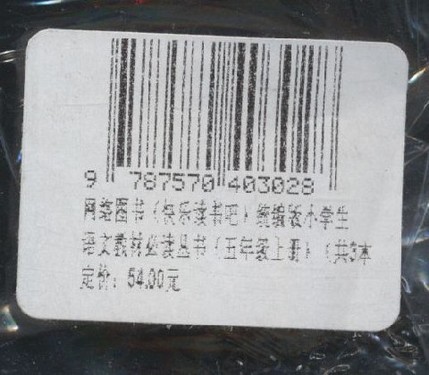 9 787570 403028
网络图书（快乐读书吧）统编版小学生
语文教材必读丛书（五年级上册）（共3本
定价：54.00元